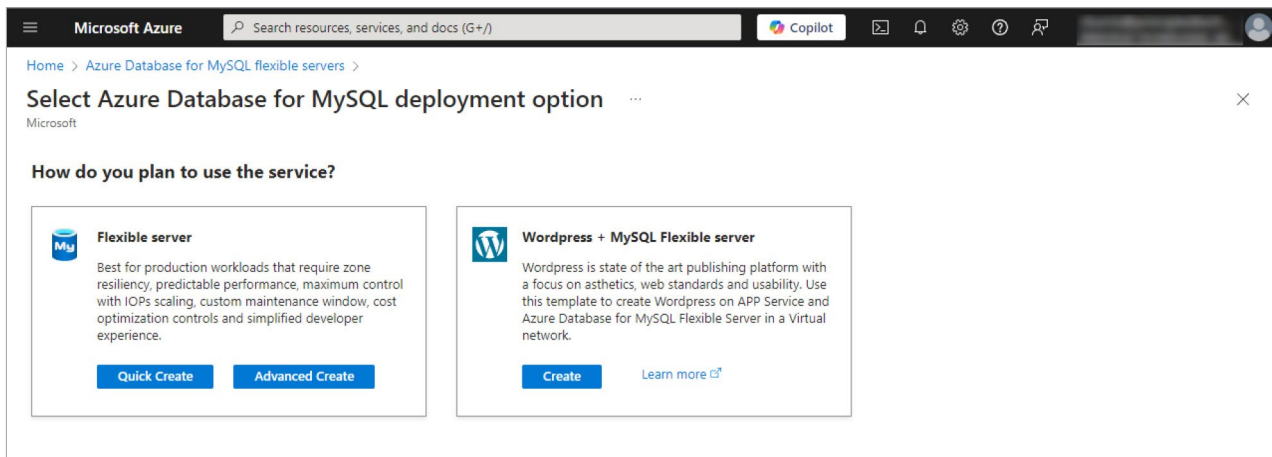 Microsoft Azure
Search resources, services, and docs (G+/)
Copilot
Home > Azure Database for MySQL flexible servers >
Select Azure Database for MySQL deployment option ...
Microsoft
How do you plan to use the service?
My
Flexible server
Best for production workloads that require zone
resiliency, predictable performance, maximum control
with IOPs scaling, custom maintenance window, cost
optimization controls and simplified developer
experience.
Quick Create
Advanced Create
Wordpress + MySQL Flexible server
Wordpress is state of the art publishing platform with
a focus on asthetics, web standards and usability. Use
this template to create Wordpress on APP Service and
Azure Database for MySQL Flexible Server in a Virtual
network.
Create
Learn more